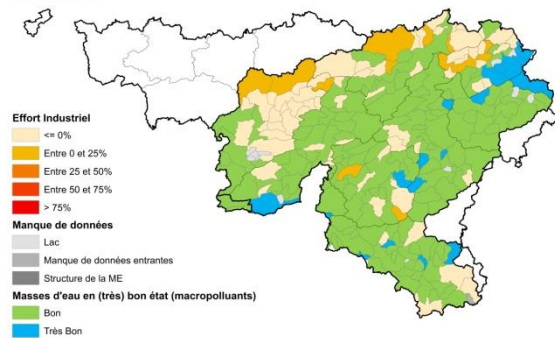 Effort Industriel
<= 0%
Entre 0 et 25%
Entre 25 et 50%
Entre 50 et 75%
> 75%
Manque de données
Lac
Manque de données entrantes
Structure de la ME
Masses d'eau en (très) bon état (macropolluants)
Bon
Très Bon